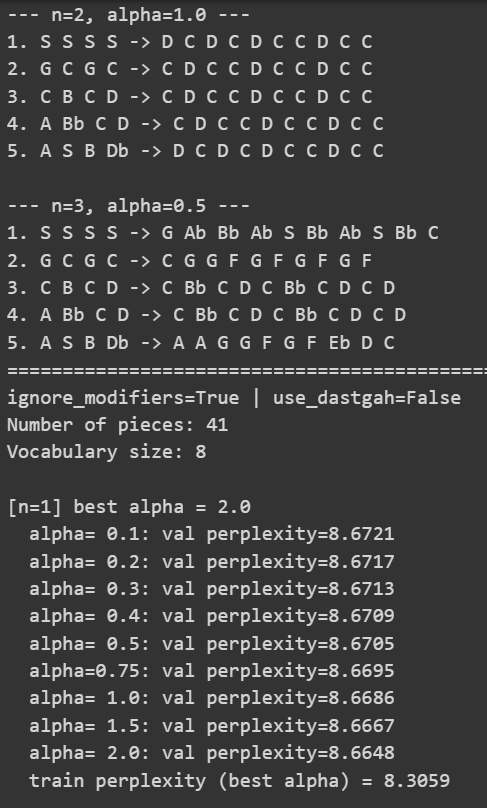 --- n=2, alpha=1.0 ---
1. S S S S -> D C D C D C C D C C
2. G C G C -> C D C C D C C D C C
3. C B C D -> C D C C D C C D C C
4. A Bb C D -> C D C C D C C D C C
5. A S B Db -> D C D C D C C D C C

--- n=3, alpha=0.5 ---
1. S S S S -> G Ab Bb Ab S Bb Ab S Bb C
2. G C G C -> C G G F G F G F G F
3. C B C D -> C Bb C D C Bb C D C D
4. A Bb C D -> C Bb C D C Bb C D C D
5. A S B Db -> A A G G F G F Eb D C
============================================
ignore_modifiers=True | use_dastgah=False
Number of pieces: 41
Vocabulary size: 8

[n=1] best alpha = 2.0
  alpha= 0.1: val perplexity=8.6721
  alpha= 0.2: val perplexity=8.6717
  alpha= 0.3: val perplexity=8.6713
  alpha= 0.4: val perplexity=8.6709
  alpha= 0.5: val perplexity=8.6705
  alpha=0.75: val perplexity=8.6695
  alpha= 1.0: val perplexity=8.6686
  alpha= 1.5: val perplexity=8.6667
  alpha= 2.0: val perplexity=8.6648
  train perplexity (best alpha) = 8.3059